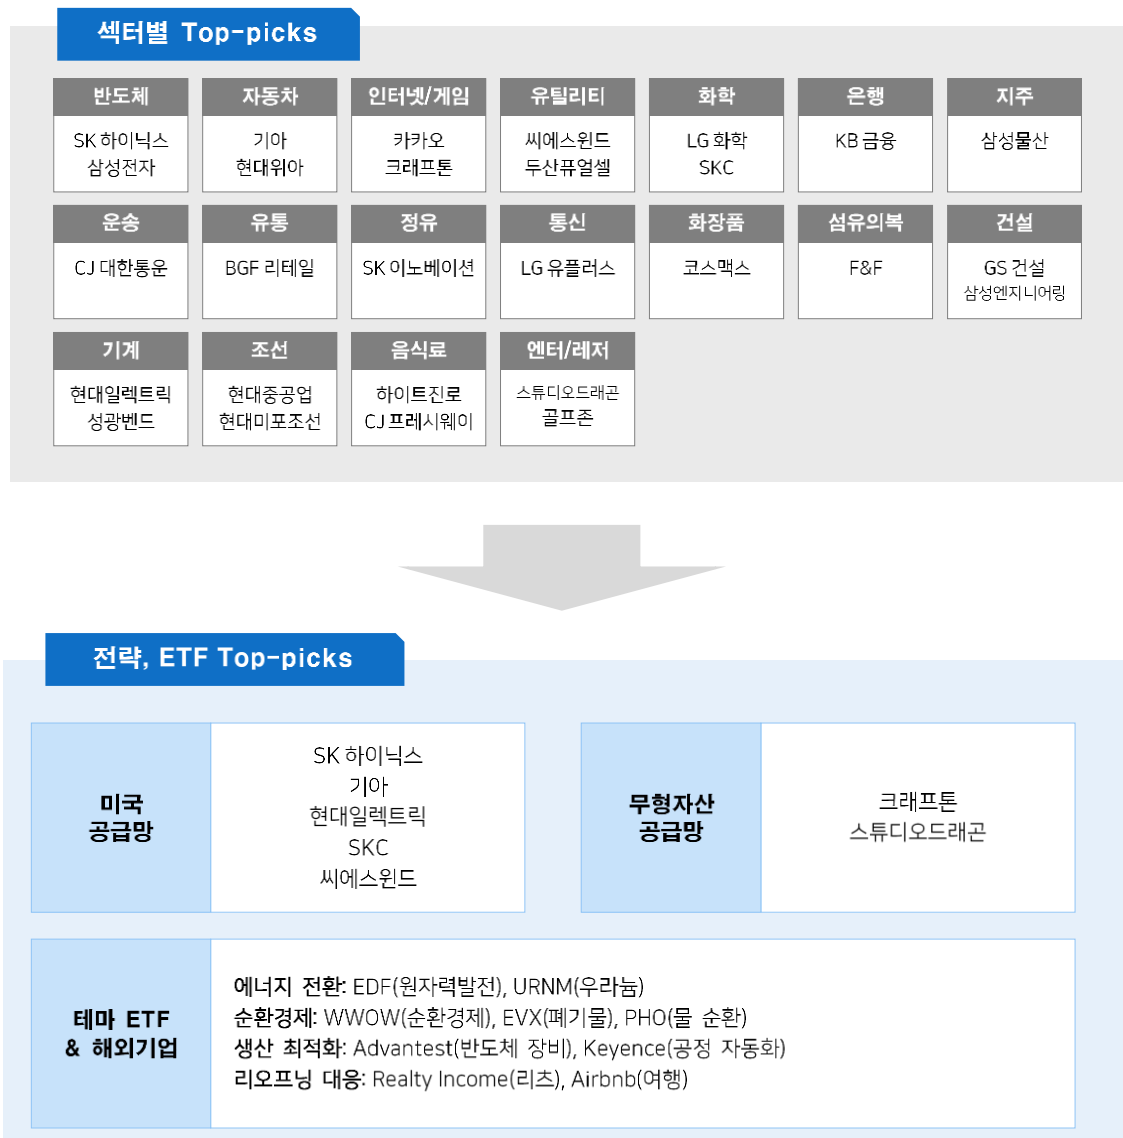 섹터별 Top-picks
반도체
SK 하이닉스
삼성전자
자동차
기아
현대위아
인터넷/게임
카카오
크래프톤
유틸리티
씨에스윈드
두산퓨얼셀
화학
LG 화학
SKC
은행
KB 금융
지주
삼성물산
운송
CJ 대한통운
유통
BGF 리테일
정유
SK 이노베이션
통신
LG 유플러스
화장품
코스맥스
섬유의복
F&F
건설
GS 건설
삼성엔지니어링
기계
현대일렉트릭
성광벤드
조선
현대중공업
현대미포조선
음식료
하이트진로
CJ 프레시웨이
엔터/레저
스튜디오드래곤
골프존
전략, ETF Top-picks
미국
공급망
SK 하이닉스
기아
현대일렉트릭
SKC
씨에스윈드
무형자산
공급망
크래프톤
스튜디오드래곤
테마 ETF
& 해외기업
에너지 전환: EDF(원자력발전), URNM(우라늄)
순환경제: WWOW(순환경제), EVX(폐기물), PHO(물 순환)
생산 최적화: Advantest(반도체 장비), Keyence(공정 자동화)
리오프닝 대응: Realty Income(리츠), Airbnb(여행)